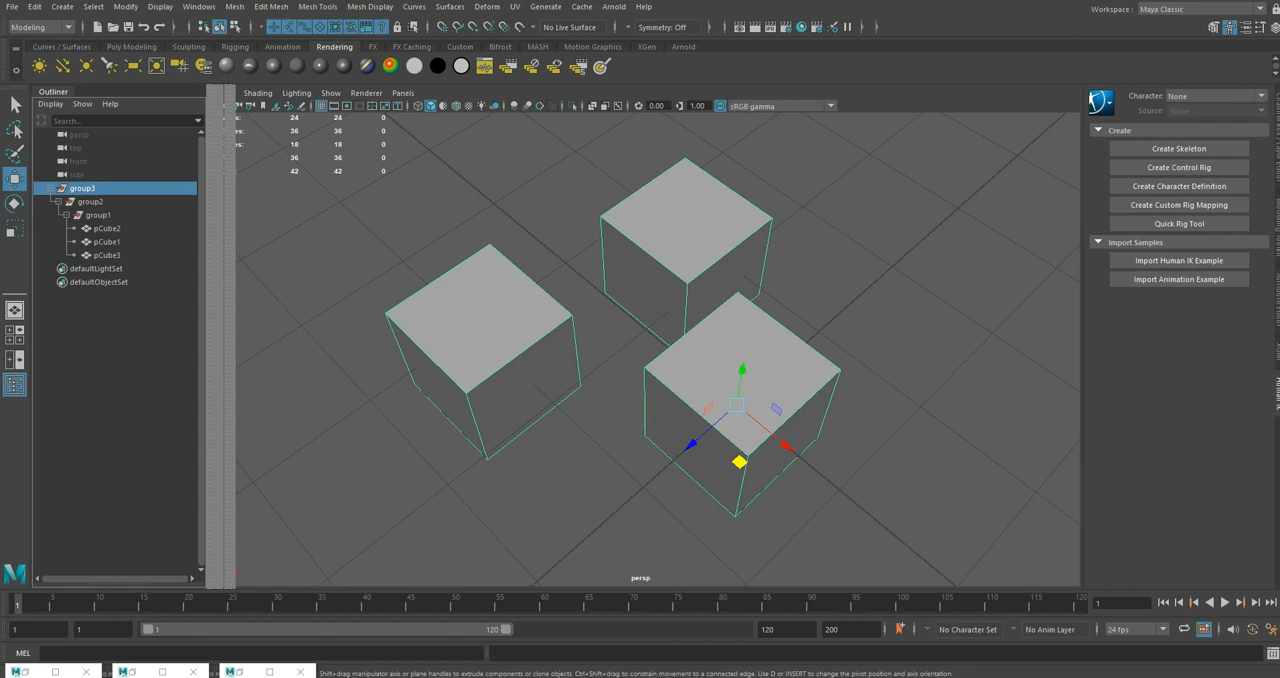 File Edit Create Select Modify Display Windows Mesh Edit Mesh Mesh Tools Mesh Display Curves Surfaces Deform UV Generate Cache Arnold Help
Workspace: Maya Classic
Modeling No Live Surface Symmetry: Off
Curves / Surfaces Poly Modeling Sculpting Rigging Animation Rendering FX FX Caching Custom Bifrost MASH Motion Graphics XGen Arnold
Outliner
Display Show Help
Search...
persp
top
front
side
group3
group2
group1
pCube2
pCube1
pCube3
defaultLightSet
defaultObjectSet
Shading Lighting Show Renderer Panels
0.00 1.00 sRGB gamma
s: 24 24 0
es: 36 36 0
s: 18 18 0
36 36 0
s: 42 42 0
persp
Character: None
Source: None
Create
Create Skeleton
Create Control Rig
Create Character Definition
Create Custom Rig Mapping
Quick Rig Tool
Import Samples
Import Human IK Example
Import Animation Example
1 5 10 15 20 25 30 35 40 45 50 55 60 65 70 75 80 85 90 95 100 105 110 115 120 1
1 1 1 120 120 200 No Character Set No Anim Layer 24 fps
MEL
Shift+drag manipulator axis or plane handles to extrude components or clone objects. Ctrl+Shift+drag to constrain movement to a connected edge. Use D or INSERT to change the pivot position and axis orientation.